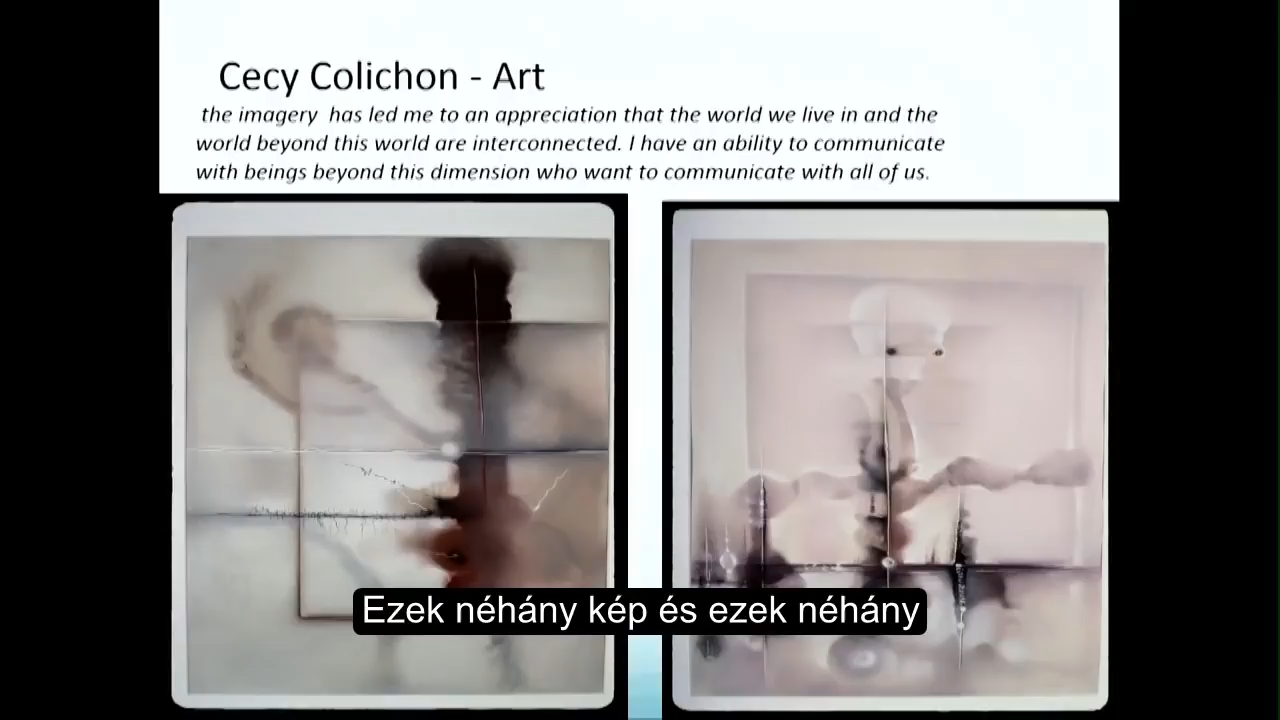 Cecy Colichon - Art
the imagery has led me to an appreciation that the world we live in and the
world beyond this world are interconnected. I have an ability to communicate
with beings beyond this dimension who want to communicate with all of us.
Ezek néhány kép és ezek néhány